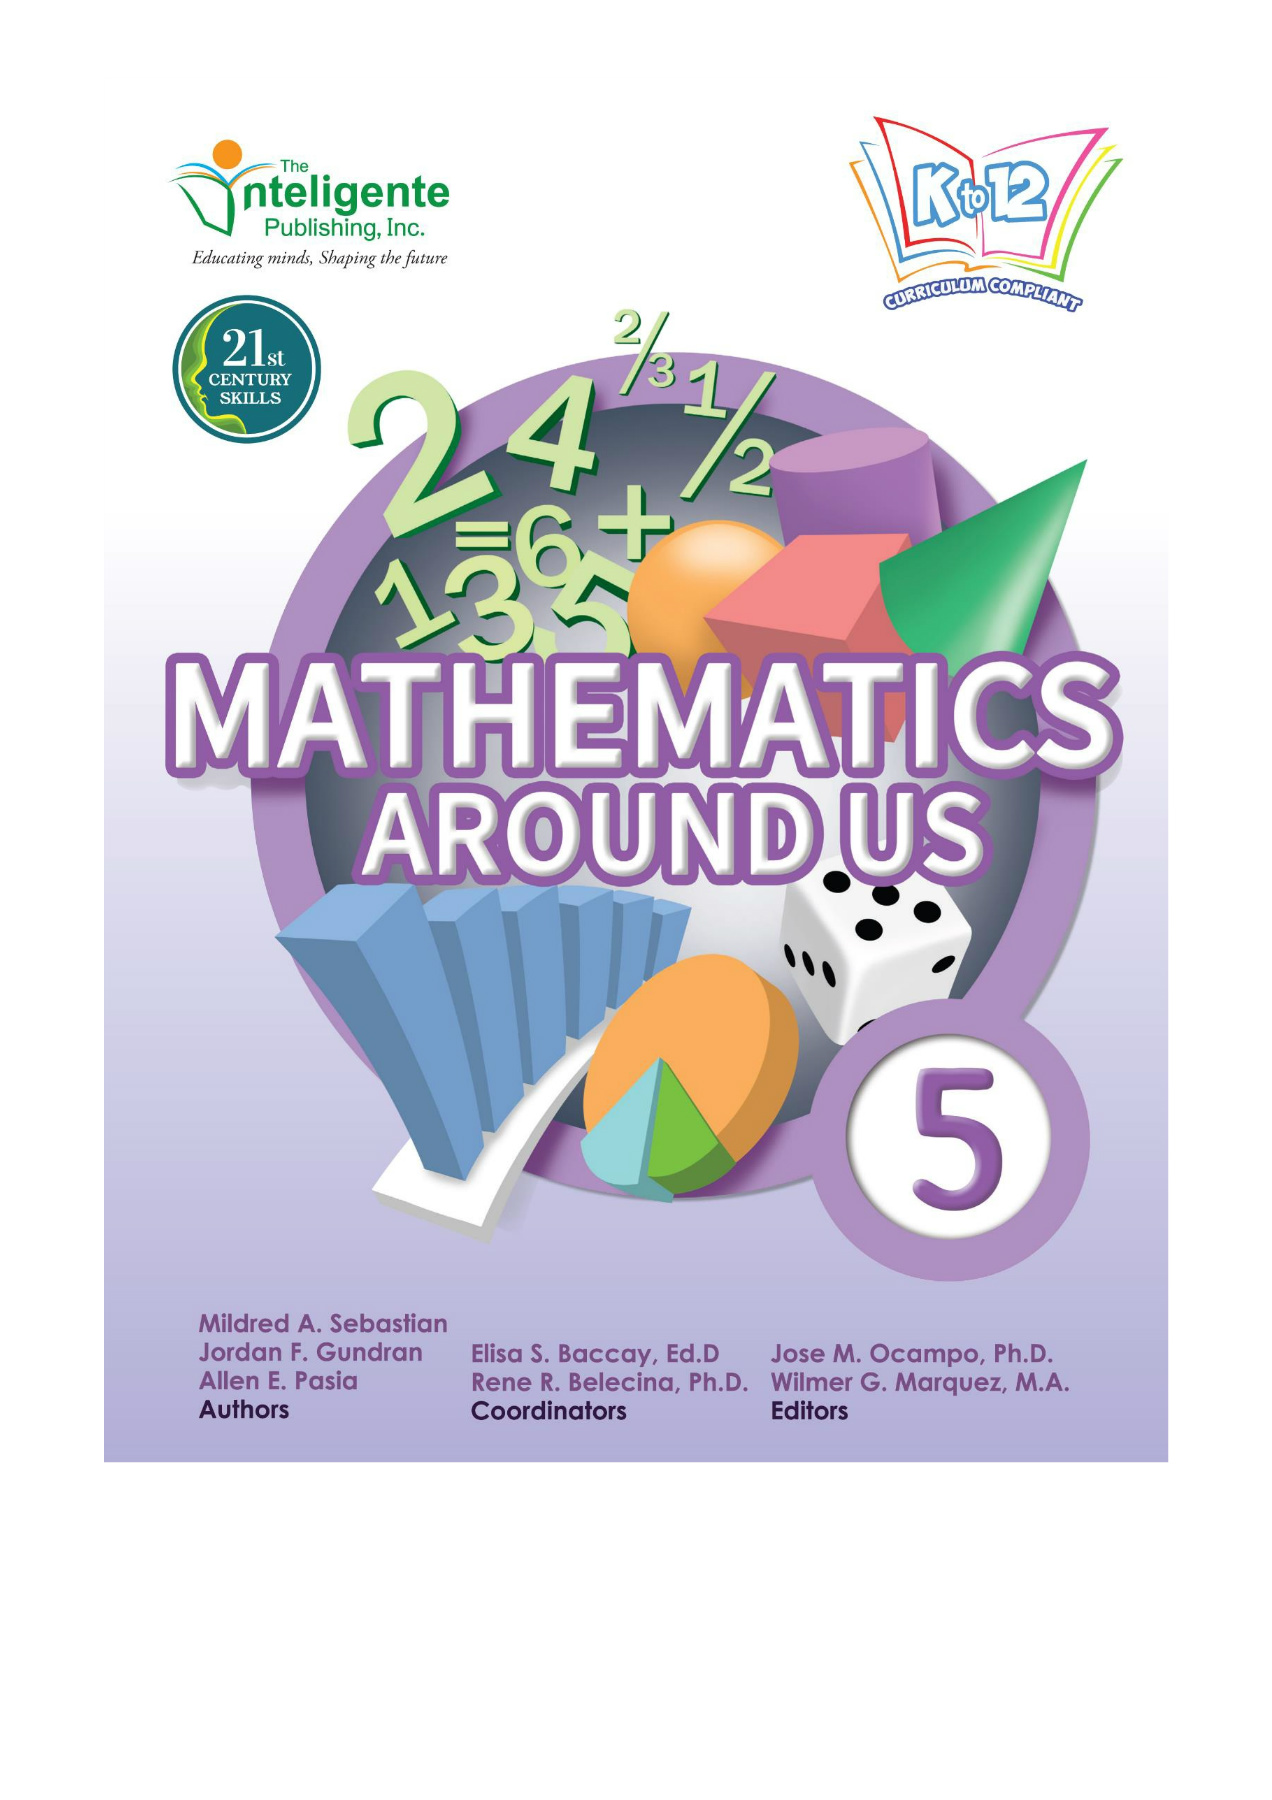 The
Inteligente
Publishing, Inc.
Educating minds, Shaping the future
K to 12
CURRICULUM COMPLIANT
21st
CENTURY
SKILLS
2/3
1/2
2 4
= 6 +
1 3 5
MATHEMATICS
AROUND US
5
Mildred A. Sebastian
Jordan F. Gundran
Allen E. Pasia
Authors
Elisa S. Baccay, Ed.D
Rene R. Belecina, Ph.D.
Coordinators
Jose M. Ocampo, Ph.D.
Wilmer G. Marquez, M.A.
Editors